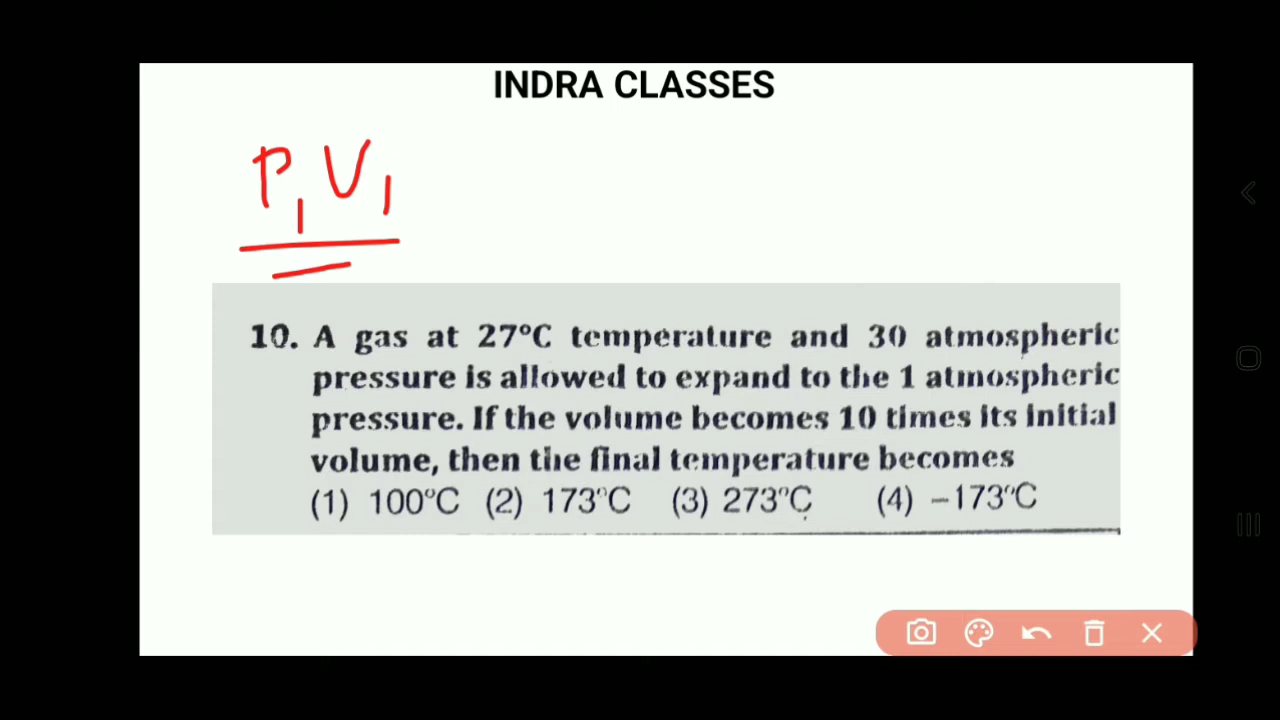 INDRA CLASSES
P₁V₁
10. A gas at 27°C temperature and 30 atmospheric
pressure is allowed to expand to the 1 atmospheric
pressure. If the volume becomes 10 times its initial
volume, then the final temperature becomes
(1) 100°C (2) 173°C (3) 273°C (4) –173°C